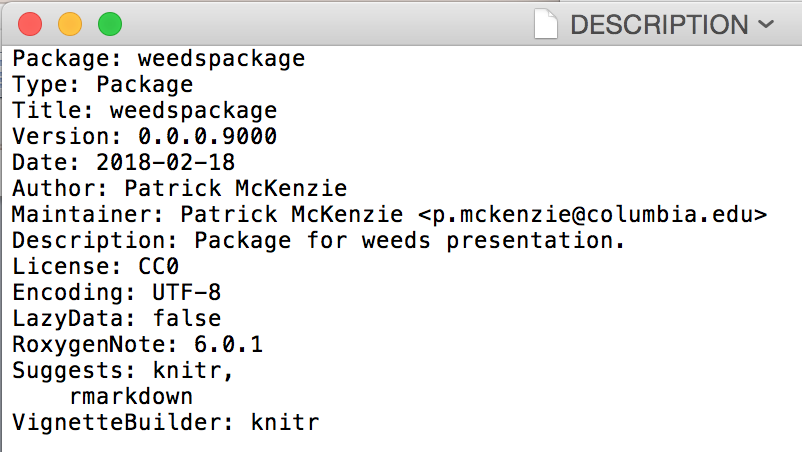 DESCRIPTION
Package: weedspackage
Type: Package
Title: weedspackage
Version: 0.0.0.9000
Date: 2018-02-18
Author: Patrick McKenzie
Maintainer: Patrick McKenzie <p.mckenzie@columbia.edu>
Description: Package for weeds presentation.
License: CC0
Encoding: UTF-8
LazyData: false
RoxygenNote: 6.0.1
Suggests: knitr,
    rmarkdown
VignetteBuilder: knitr